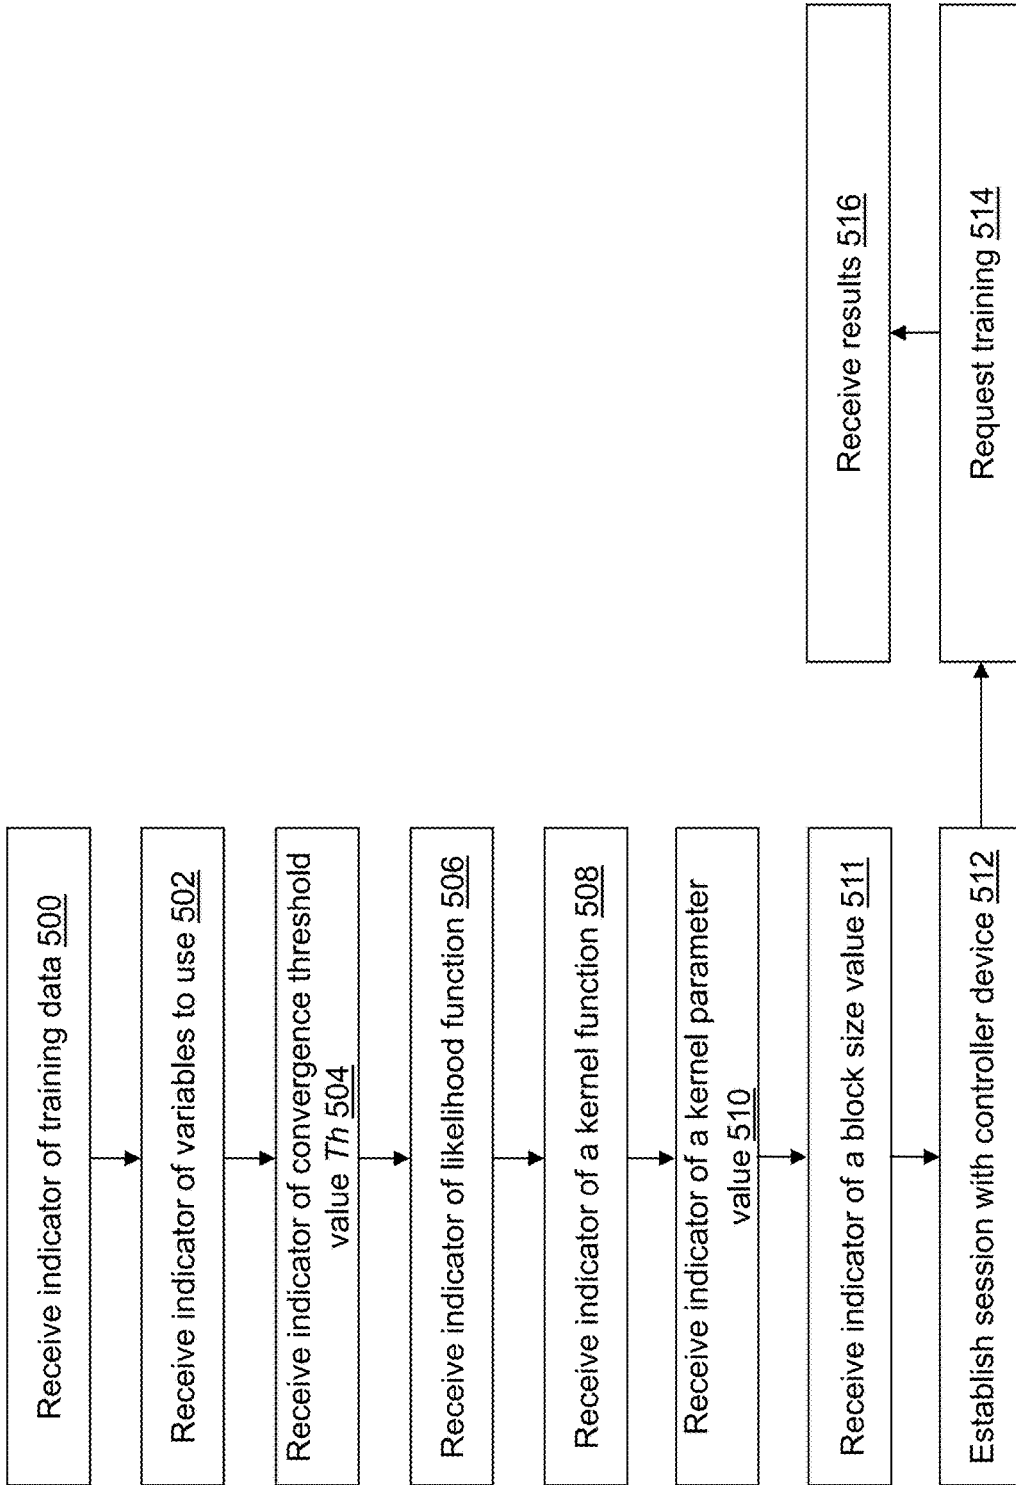 Receive indicator of training data 500
Receive indicator of variables to use 502
Receive indicator of convergence threshold
value Th 504
Receive indicator of likelihood function 506
Receive indicator of a kernel function 508
Receive indicator of a kernel parameter
value 510
Receive indicator of a block size value 511
Establish session with controller device 512
Request training 514
Receive results 516